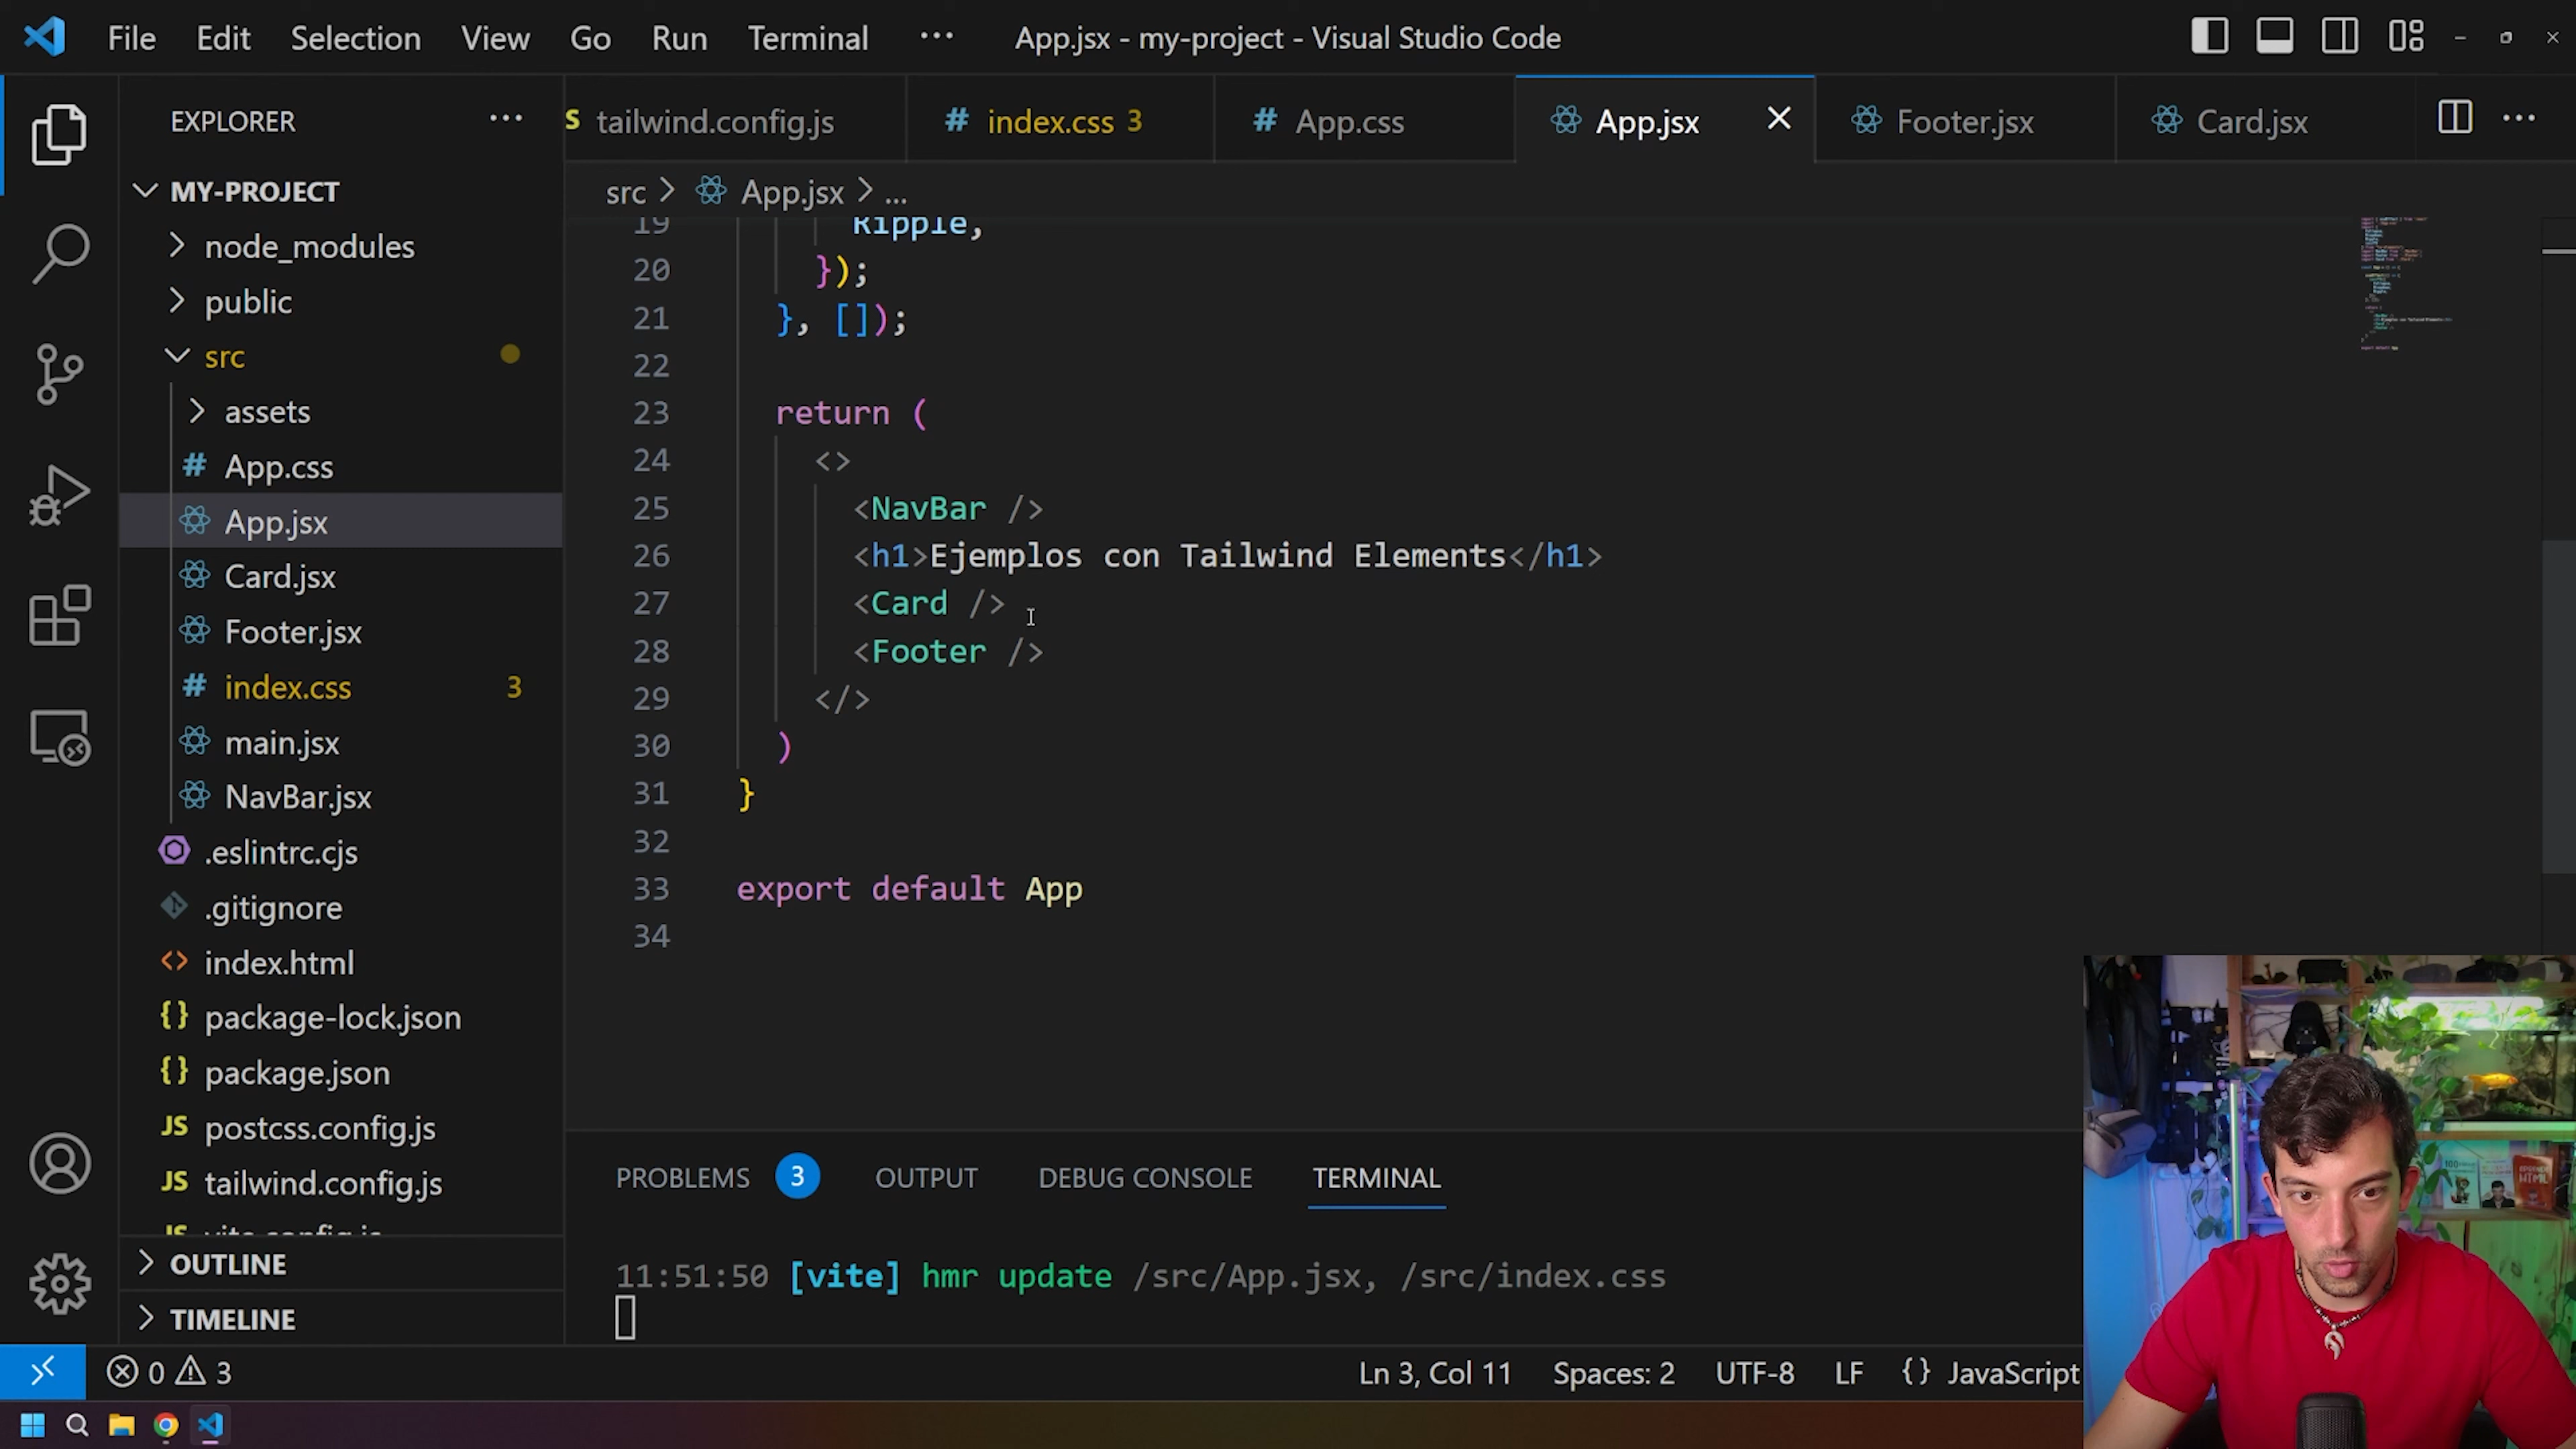 File Edit Selection View Go Run Terminal ··· App.jsx - my-project - Visual Studio Code
EXPLORER ···
MY-PROJECT
node_modules
public
src
assets
# App.css
App.jsx
Card.jsx
Footer.jsx
# index.css 3
main.jsx
NavBar.jsx
.eslintrc.cjs
.gitignore
<> index.html
{} package-lock.json
{} package.json
JS postcss.config.js
JS tailwind.config.js
JS vite.config.js
OUTLINE
TIMELINE
S tailwind.config.js # index.css 3 # App.css App.jsx Footer.jsx Card.jsx ···
src > App.jsx > ...
19 Ripple,
20 });
21 }, []);
22
23 return (
24 <>
25 <NavBar />
26 <h1>Ejemplos con Tailwind Elements</h1>
27 <Card />
28 <Footer />
29 </>
30 )
31 }
32
33 export default App
34
PROBLEMS 3 OUTPUT DEBUG CONSOLE TERMINAL
11:51:50 [vite] hmr update /src/App.jsx, /src/index.css
0 3 Ln 3, Col 11 Spaces: 2 UTF-8 LF {} JavaScript